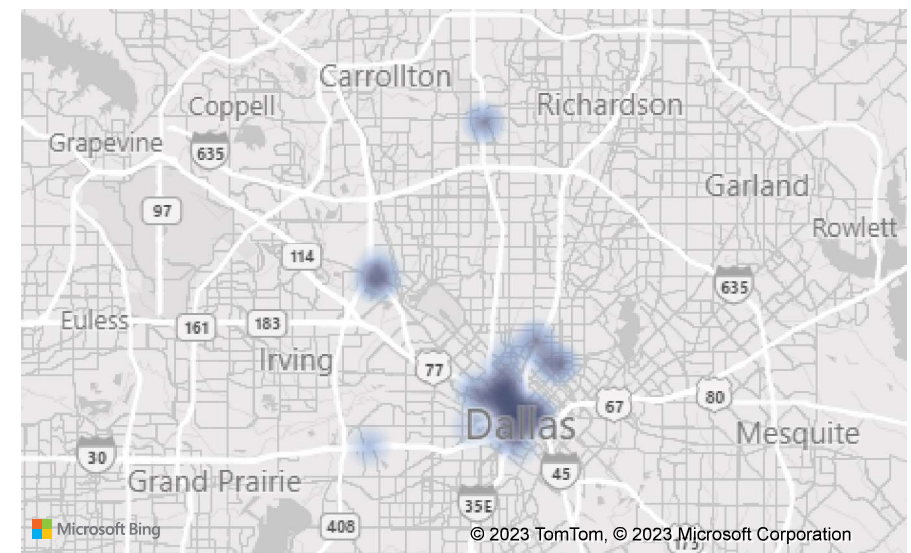 Carrollton
Coppell
Richardson
Grapevine
635
Garland
97
Rowlett
114
635
Euless
161
183
Irving
77
80
67
Dallas
Mesquite
30
45
Grand Prairie
35E
408
Microsoft Bing
© 2023 TomTom, © 2023 Microsoft Corporation
175